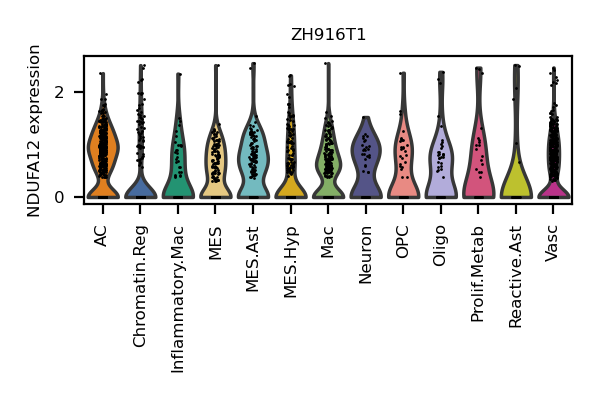 ZH916T1
NDUFA12 expression
2
0
AC
Chromatin.Reg
Inflammatory.Mac
MES
MES.Ast
MES.Hyp
Mac
Neuron
OPC
Oligo
Prolif.Metab
Reactive.Ast
Vasc